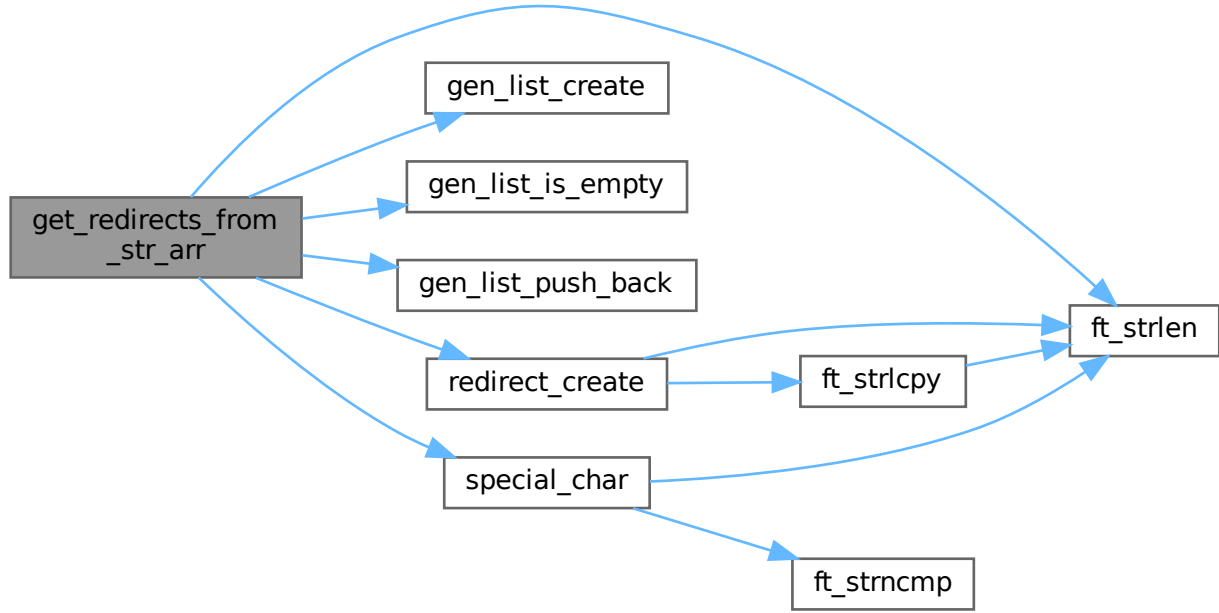 gen_list_create
gen_list_is_empty
get_redirects_from
_str_arr
gen_list_push_back
ft_strlen
redirect_create
ft_strlcpy
special_char
ft_strncmp